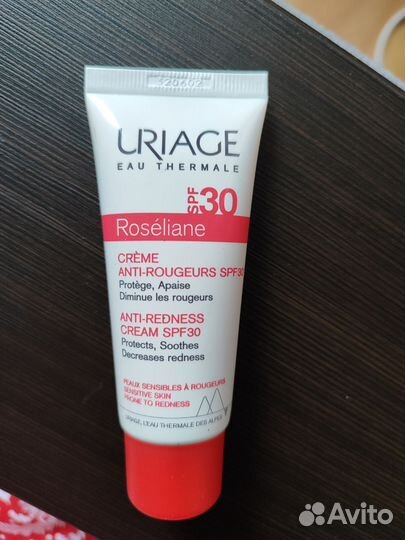 URIAGE
EAU THERMALE
SPF30
Roséliane
CRÈME
ANTI-ROUGEURS SPF30
Protège, Apaise
Diminue les rougeurs
ANTI-REDNESS
CREAM SPF30
Protects, Soothes
Decreases redness
PEAUX SENSIBLES À ROUGEURS
SENSITIVE SKIN
PRONE TO REDNESS
URIAGE, L'EAU THERMALE DES ALPES
Avito